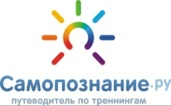 Самопознание.ру
путеводитель по тренингам